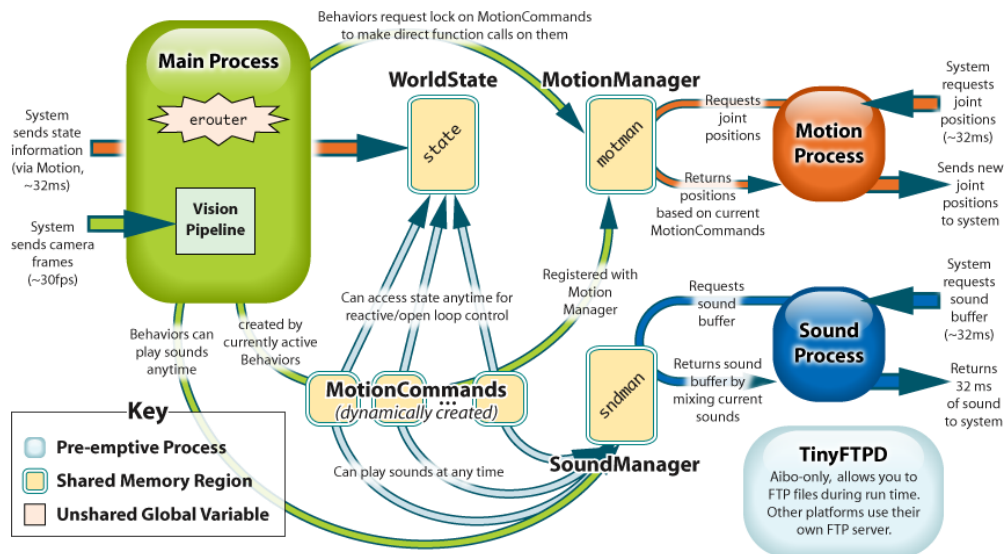 Behaviors request lock on MotionCommands
to make direct function calls on them
Main Process
erouter
Vision
Pipeline
System
sends state
information
(via Motion,
~32ms)
System
sends camera
frames
(~30fps)
WorldState
state
MotionManager
motman
Requests
joint
positions
Returns
positions
based on current
MotionCommands
Motion
Process
System
requests
joint
positions
(~32ms)
Sends new
joint
positions
to system
Can access state anytime for
reactive/open loop control
Registered with
Motion
Manager
Behaviors can
play sounds
anytime
created by
currently active
Behaviors
MotionCommands
...
(dynamically created)
Can play sounds at any time
sndman
SoundManager
Requests
sound
buffer
Returns sound
buffer by
mixing current
sounds
Sound
Process
System
requests
sound
buffer
(~32ms)
Returns
32 ms
of sound
to system
Key
Pre-emptive Process
Shared Memory Region
Unshared Global Variable
TinyFTPD
Aibo-only, allows you to
FTP files during run time.
Other platforms use their
own FTP server.